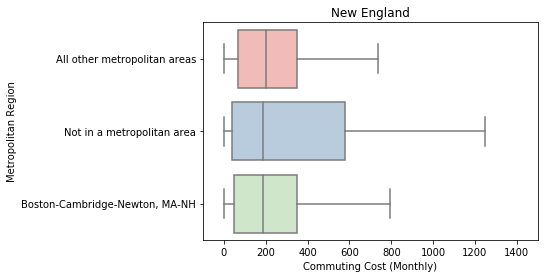 New England
Metropolitan Region
All other metropolitan areas
Not in a metropolitan area
Boston-Cambridge-Newton, MA-NH
0 200 400 600 800 1000 1200 1400
Commuting Cost (Monthly)